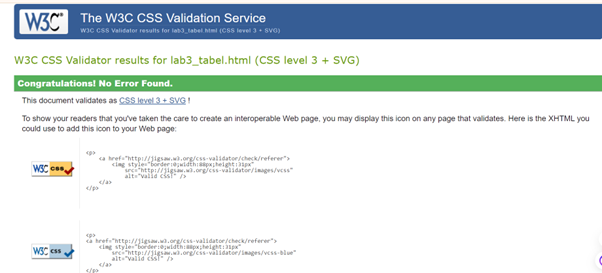 W3C® The W3C CSS Validation Service
W3C CSS Validator results for lab3_tabel.html (CSS level 3 + SVG)
W3C CSS Validator results for lab3_tabel.html (CSS level 3 + SVG)
Congratulations! No Error Found.
This document validates as CSS level 3 + SVG !
To show your readers that you've taken the care to create an interoperable Web page, you may display this icon on any page that validates. Here is the XHTML you
could use to add this icon to your Web page:
W3C css
<p>
<a href="http://jigsaw.w3.org/css-validator/check/referer">
<img style="border:0;width:88px;height:31px"
src="http://jigsaw.w3.org/css-validator/images/vcss"
alt="Valid CSS!" />
</a>
</p>
W3C css
<p>
<a href="http://jigsaw.w3.org/css-validator/check/referer">
<img style="border:0;width:88px;height:31px"
src="http://jigsaw.w3.org/css-validator/images/vcss-blue"
alt="Valid CSS!" />
</a>
</p>